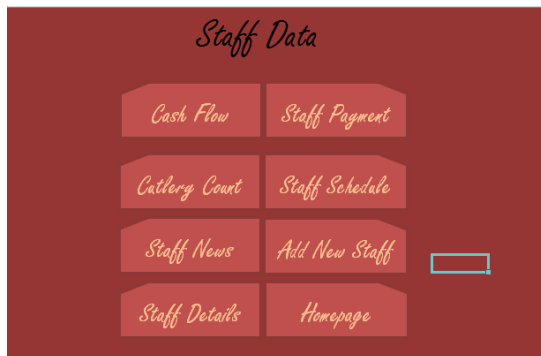 Staff Data
Cash Flow
Staff Payment
Cutlery Count
Staff Schedule
Staff News
Add New Staff
Staff Details
Homepage